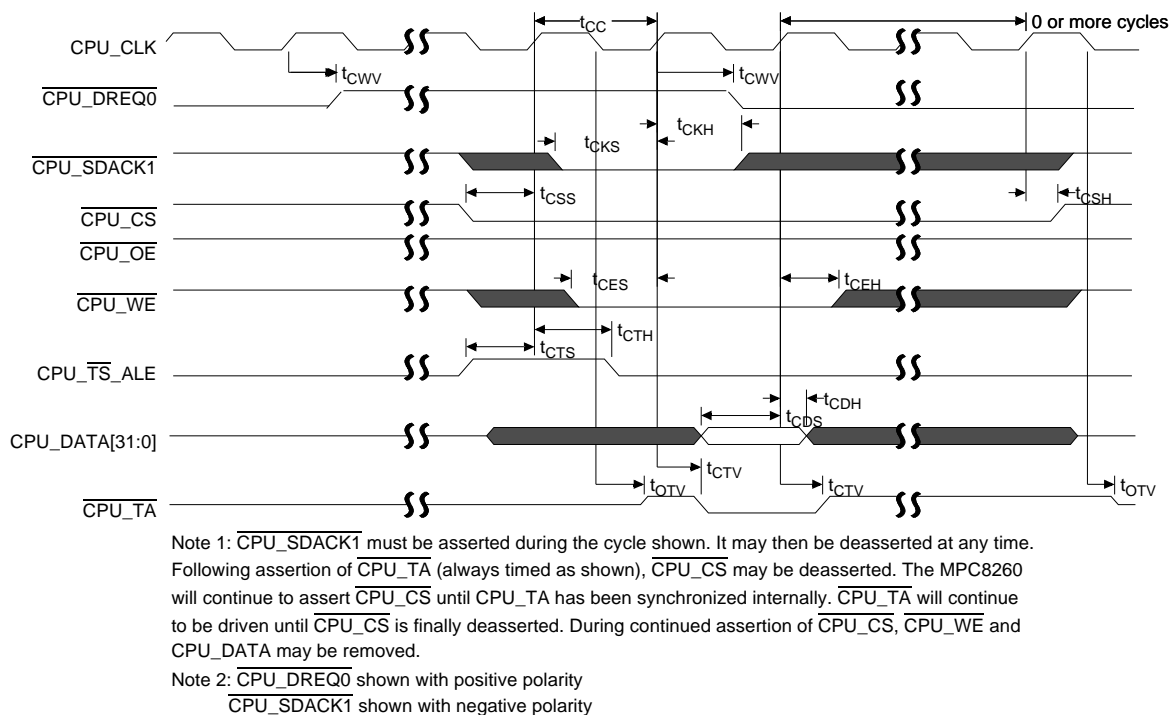 tCC
0 or more cycles
CPU_CLK
tCWV
tCWV
CPU_DREQ0
tCKH
tCKS
CPU_SDACK1
tCSS
tCSH
CPU_CS
CPU_OE
tCES
tCEH
CPU_WE
tCTH
tCTS
CPU_TS_ALE
tCDH
tCDS
CPU_DATA[31:0]
tCTV
tOTV
tCTV
tOTV
CPU_TA
Note 1: CPU_SDACK1 must be asserted during the cycle shown. It may then be deasserted at any time.
Following assertion of CPU_TA (always timed as shown), CPU_CS may be deasserted. The MPC8260
will continue to assert CPU_CS until CPU_TA has been synchronized internally. CPU_TA will continue
to be driven until CPU_CS is finally deasserted. During continued assertion of CPU_CS, CPU_WE and
CPU_DATA may be removed.
Note 2: CPU_DREQ0 shown with positive polarity
CPU_SDACK1 shown with negative polarity